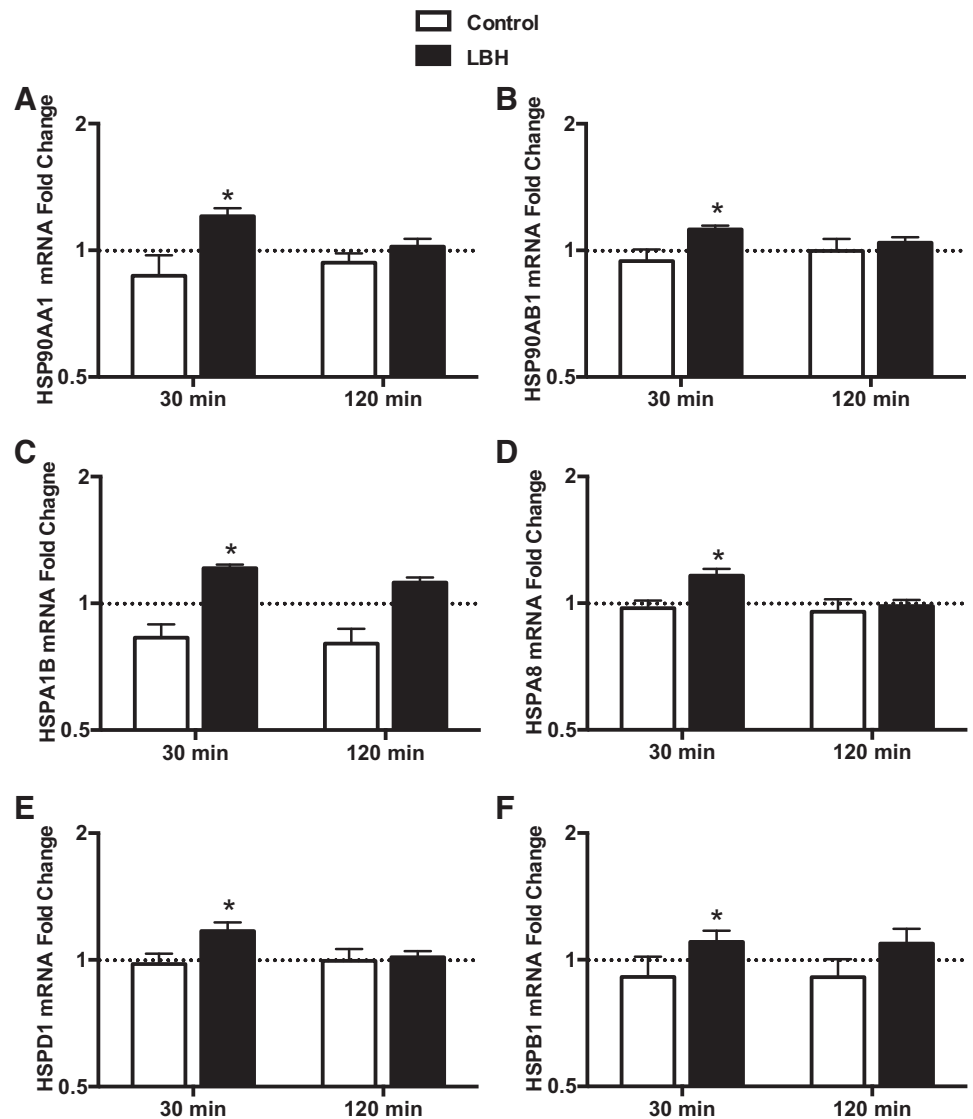 Control
LBH
A
HSP90AA1 mRNA Fold Change
2
1
0.5
*
30 min
120 min
B
HSP90AB1 mRNA Fold Change
2
1
0.5
*
30 min
120 min
C
HSPA1B mRNA Fold Chagne
2
1
0.5
*
30 min
120 min
D
HSPA8 mRNA Fold Change
2
1
0.5
*
30 min
120 min
E
HSPD1 mRNA Fold Change
2
1
0.5
*
30 min
120 min
F
HSPB1 mRNA Fold Change
2
1
0.5
*
30 min
120 min